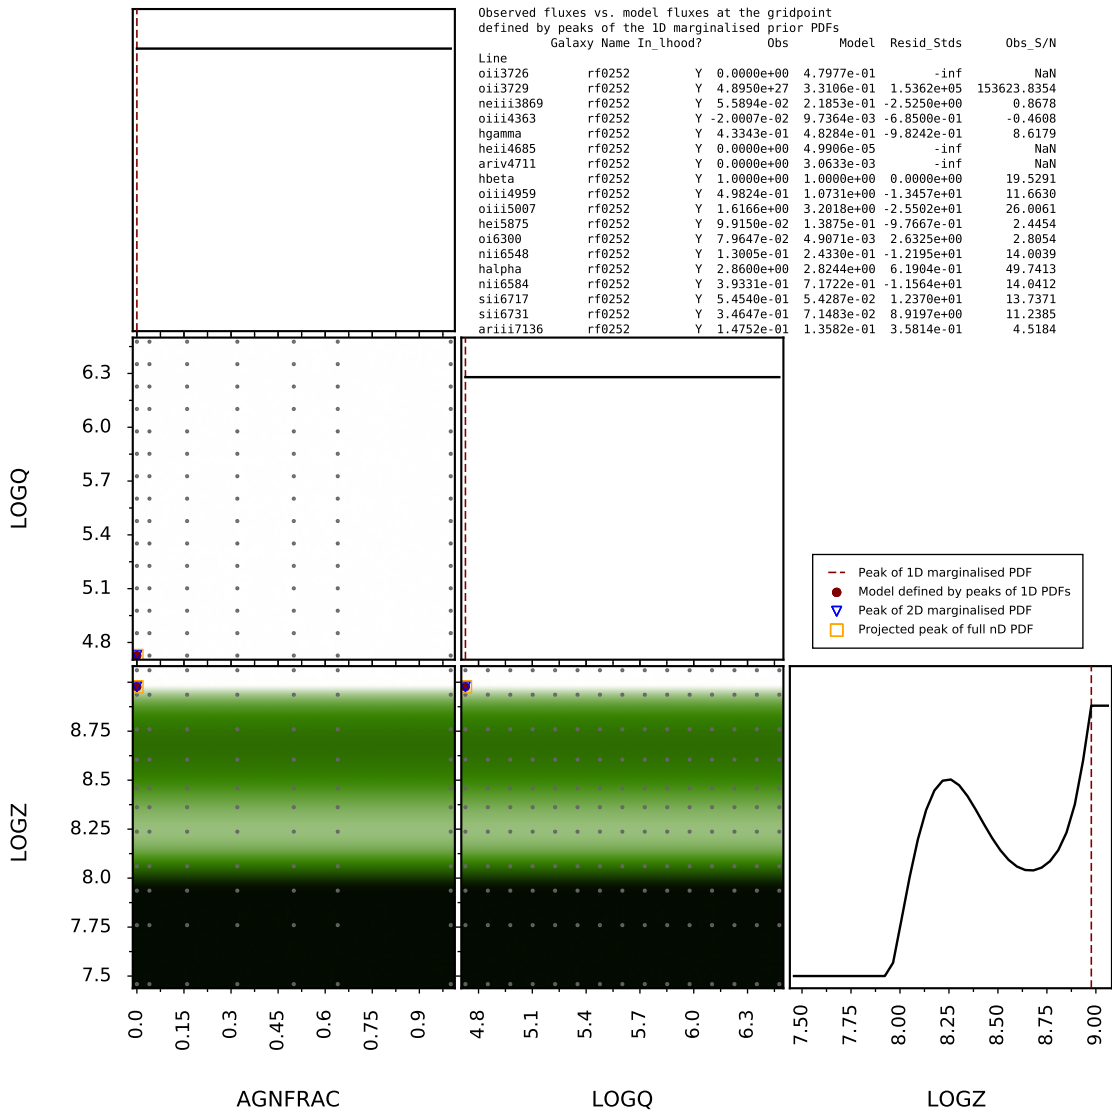 Observed fluxes vs. model fluxes at the gridpoint
defined by peaks of the 1D marginalised prior PDFs
Galaxy Name In_lhood? Obs Model Resid_Stds Obs_S/N
Line
oii3726 rf0252 Y 0.0000e+00 4.7977e-01 -inf NaN
oii3729 rf0252 Y 4.8950e+27 3.3106e-01 1.5362e+05 153623.8354
neiii3869 rf0252 Y 5.5894e-02 2.1853e-01 -2.5250e+00 0.8678
oiii4363 rf0252 Y -2.0007e-02 9.7364e-03 -6.8500e-01 -0.4608
hgamma rf0252 Y 4.3343e-01 4.8284e-01 -9.8242e-01 8.6179
heii4685 rf0252 Y 0.0000e+00 4.9906e-05 -inf NaN
ariv4711 rf0252 Y 0.0000e+00 3.0633e-03 -inf NaN
hbeta rf0252 Y 1.0000e+00 1.0000e+00 0.0000e+00 19.5291
oiii4959 rf0252 Y 4.9824e-01 1.0731e+00 -1.3457e+01 11.6630
oiii5007 rf0252 Y 1.6166e+00 3.2018e+00 -2.5502e+01 26.0061
hei5875 rf0252 Y 9.9150e-02 1.3875e-01 -9.7667e-01 2.4454
oi6300 rf0252 Y 7.9647e-02 4.9071e-03 2.6325e+00 2.8054
nii6548 rf0252 Y 1.3005e-01 2.4330e-01 -1.2195e+01 14.0039
halpha rf0252 Y 2.8600e+00 2.8244e+00 6.1904e-01 49.7413
nii6584 rf0252 Y 3.9331e-01 7.1722e-01 -1.1564e+01 14.0412
sii6717 rf0252 Y 5.4540e-01 5.4287e-02 1.2370e+01 13.7371
sii6731 rf0252 Y 3.4647e-01 7.1483e-02 8.9197e+00 11.2385
ariii7136 rf0252 Y 1.4752e-01 1.3582e-01 3.5814e-01 4.5184
LOGQ
6.3
6.0
5.7
5.4
5.1
4.8
Peak of 1D marginalised PDF
Model defined by peaks of 1D PDFs
Peak of 2D marginalised PDF
Projected peak of full nD PDF
LOGZ
8.75
8.5
8.25
8.0
7.75
7.5
0.0 0.15 0.3 0.45 0.6 0.75 0.9
4.8 5.1 5.4 5.7 6.0 6.3
7.50 7.75 8.00 8.25 8.50 8.75 9.00
AGNFRAC LOGQ LOGZ